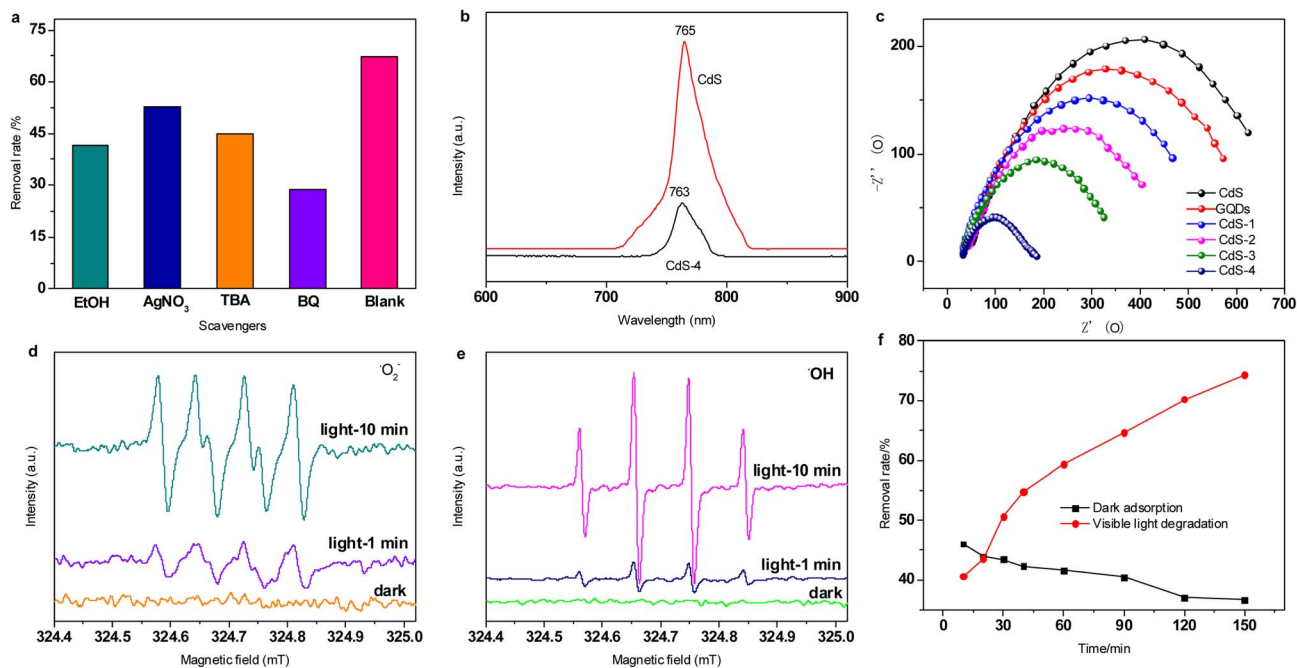 a
Removal rate /%
75
60
45
30
15
0
EtOH
AgNO3
TBA
BQ
Blank
Scavengers
b
Intensity (a.u.)
765
CdS
763
CdS-4
600
700
800
900
Wavelength (nm)
c
-Z'' (O)
200
100
0
CdS
GQDs
CdS-1
CdS-2
CdS-3
CdS-4
0 100 200 300 400 500 600 700
Z' (O)
d
Intensity (a.u.)
·O2-
light-10 min
light-1 min
dark
324.4 324.5 324.6 324.7 324.8 324.9 325.0
Magnetic field (mT)
e
Intensity (a.u.)
·OH
light-10 min
light-1 min
dark
324.4 324.5 324.6 324.7 324.8 324.9 325.0
Magnetic field (mT)
f
Removal rate/%
80
70
60
50
40
Dark adsorption
Visible light degradation
0 30 60 90 120 150
Time/min